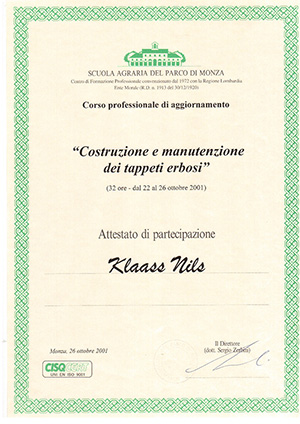 SCUOLA AGRARIA DEL PARCO DI MONZA
Centro di Formazione Professionale convenzionato dal 1972 con la Regione Lombardia
Ente Morale (R.D. n. 1913 del 30/12/1920)
Corso professionale di aggiornamento
“Costruzione e manutenzione
dei tappeti erbosi”
(32 ore - dal 22 al 26 ottobre 2001)
Attestato di partecipazione
Klaass Nils
Il Direttore
(dott. Sergio Zerbini)
Monza, 26 ottobre 2001
CISQCERT
UNI EN ISO 9001